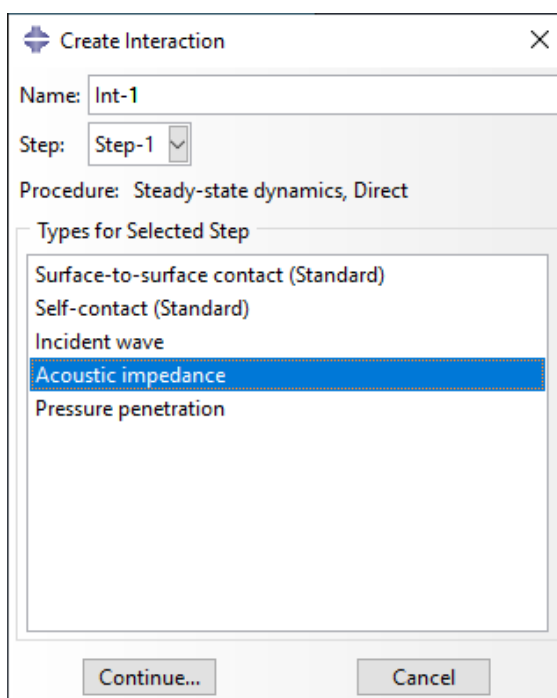 Create Interaction
Name: Int-1
Step: Step-1
Procedure: Steady-state dynamics, Direct
Types for Selected Step
Surface-to-surface contact (Standard)
Self-contact (Standard)
Incident wave
Acoustic impedance
Pressure penetration
Continue... Cancel